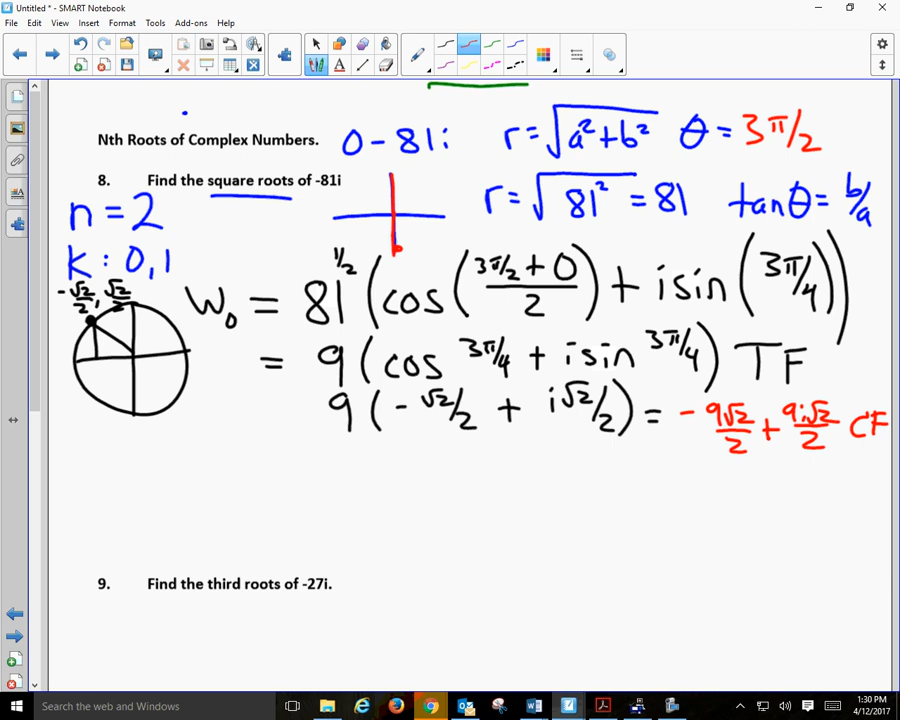 Untitled * - SMART Notebook
File Edit View Insert Format Tools Add-ons Help
Nth Roots of Complex Numbers. 0 - 81i r = √a² + b² θ = 3π/2
8. Find the square roots of -81i
r = √81² = 81 tanθ = b/a
n = 2
k : 0, 1
-√2/2, √2/2
W₀ = 81^1/2 (cos ((3π/2 + 0)/2) + isin (3π/4))
= 9 (cos 3π/4 + isin 3π/4) TF
9 (- √2/2 + i√2/2) = - 9√2/2 + 9i√2/2 CF
9. Find the third roots of -27i.
Search the web and Windows
1:30 PM
4/12/2017